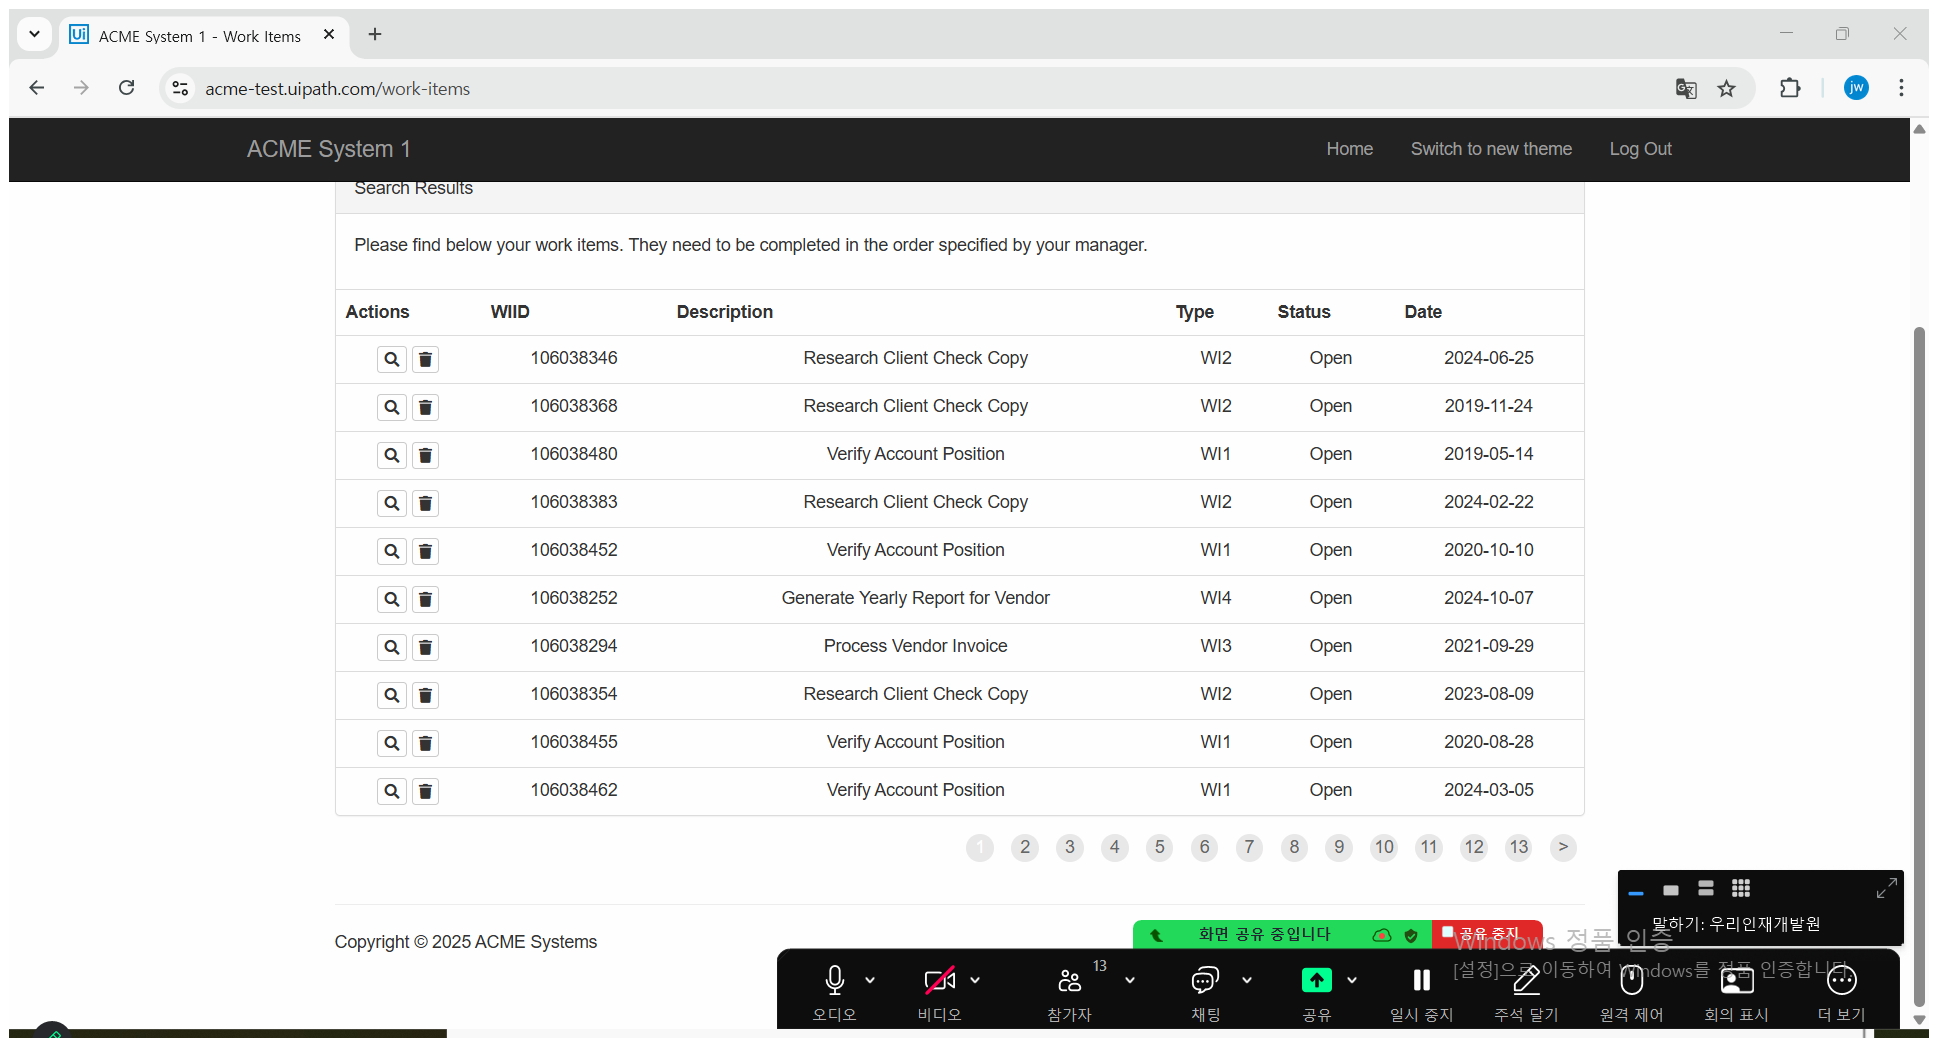 ACME System 1 - Work Items
acme-test.uipath.com/work-items
jw
ACME System 1
Home Switch to new theme Log Out
Search Results
Please find below your work items. They need to be completed in the order specified by your manager.
Actions WIID Description Type Status Date
106038346 Research Client Check Copy WI2 Open 2024-06-25
106038368 Research Client Check Copy WI2 Open 2019-11-24
106038480 Verify Account Position WI1 Open 2019-05-14
106038383 Research Client Check Copy WI2 Open 2024-02-22
106038452 Verify Account Position WI1 Open 2020-10-10
106038252 Generate Yearly Report for Vendor WI4 Open 2024-10-07
106038294 Process Vendor Invoice WI3 Open 2021-09-29
106038354 Research Client Check Copy WI2 Open 2023-08-09
106038455 Verify Account Position WI1 Open 2020-08-28
106038462 Verify Account Position WI1 Open 2024-03-05
1 2 3 4 5 6 7 8 9 10 11 12 13 >
말하기: 우리인재개발원
화면 공유 중입니다 공유 중지
Windows 정품 인증
Copyright © 2025 ACME Systems
[설정]으로 이동하여 Windows를 정품 인증합니다
13
오디오 비디오 참가자 채팅 공유 일시 중지 주석 달기 원격 제어 회의 표시 더 보기